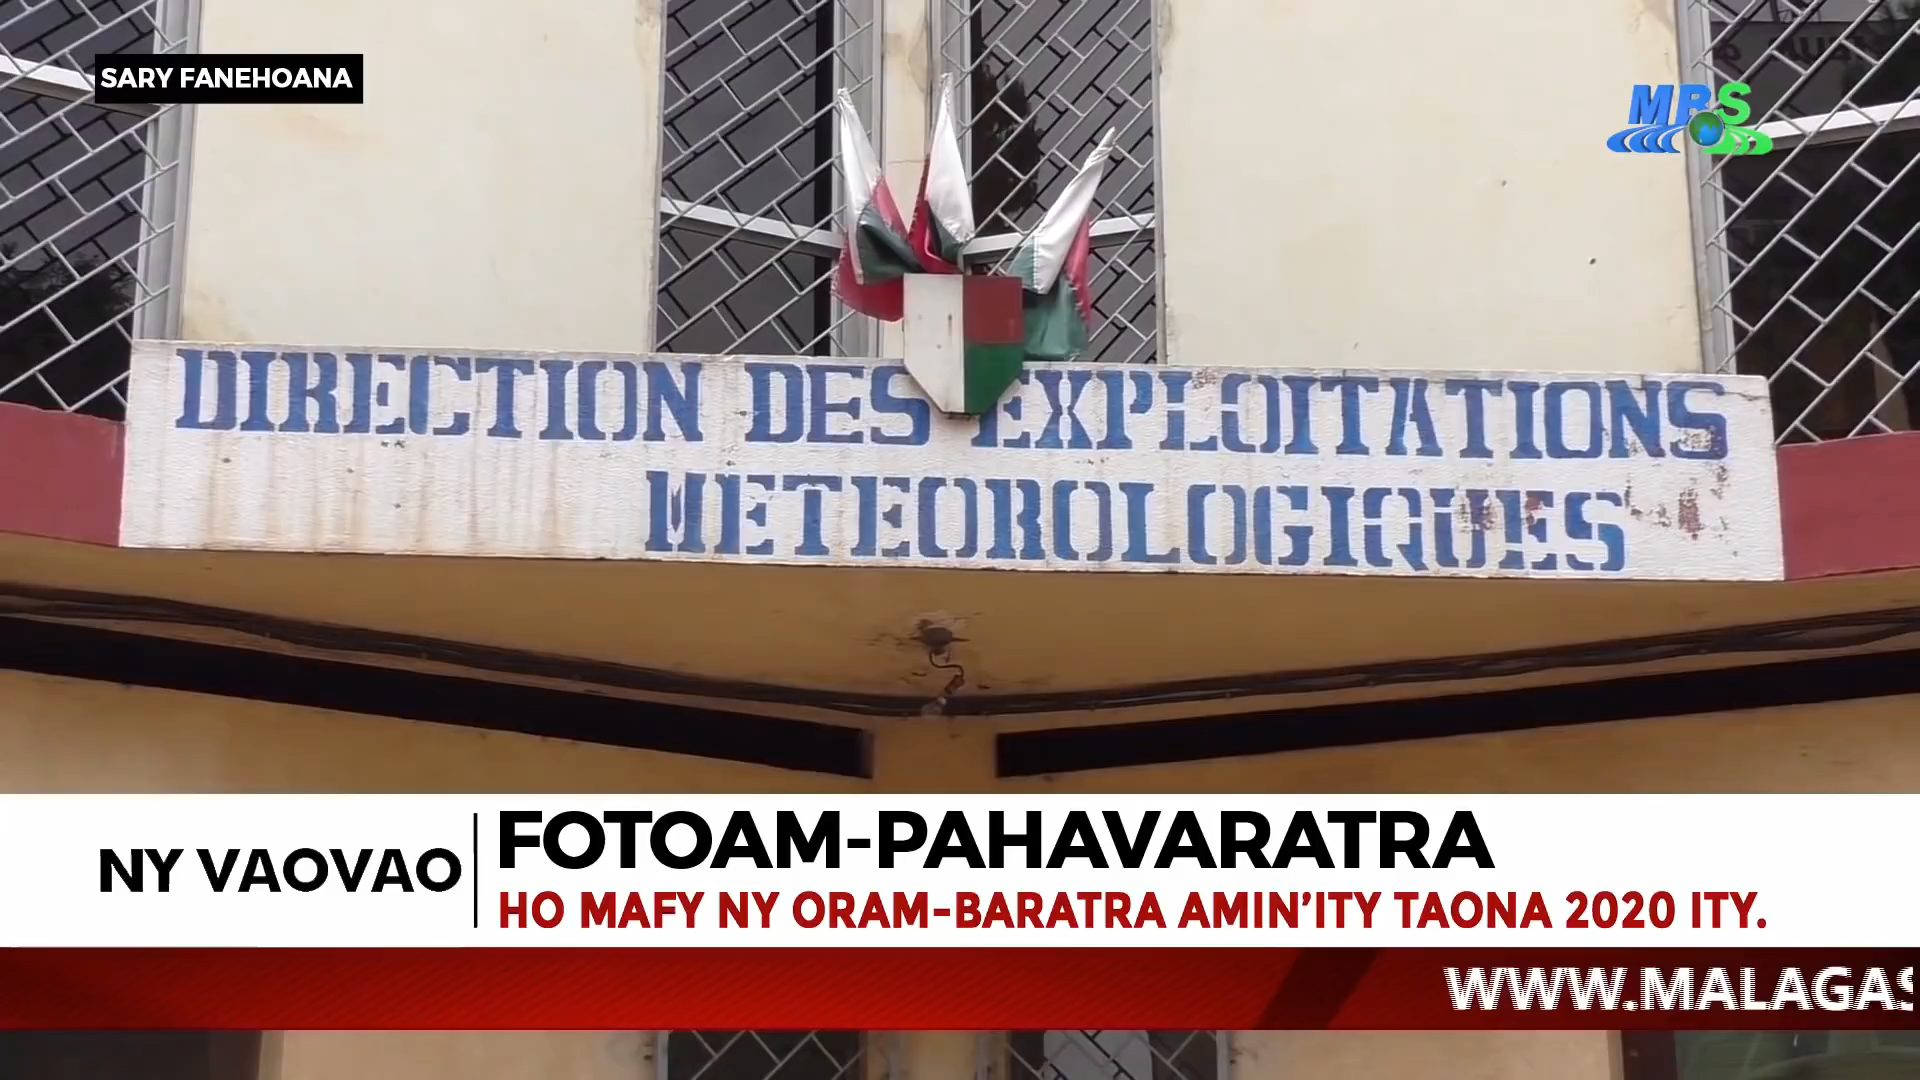 SARY FANEHOANA
MBS
DIRECTION DES EXPLOITATIONS
METEOROLOGIQUES
NY VAOVAO
FOTOAM-PAHAVARATRA
HO MAFY NY ORAM-BARATRA AMIN'ITY TAONA 2020 ITY.
WWW.MALAGAS